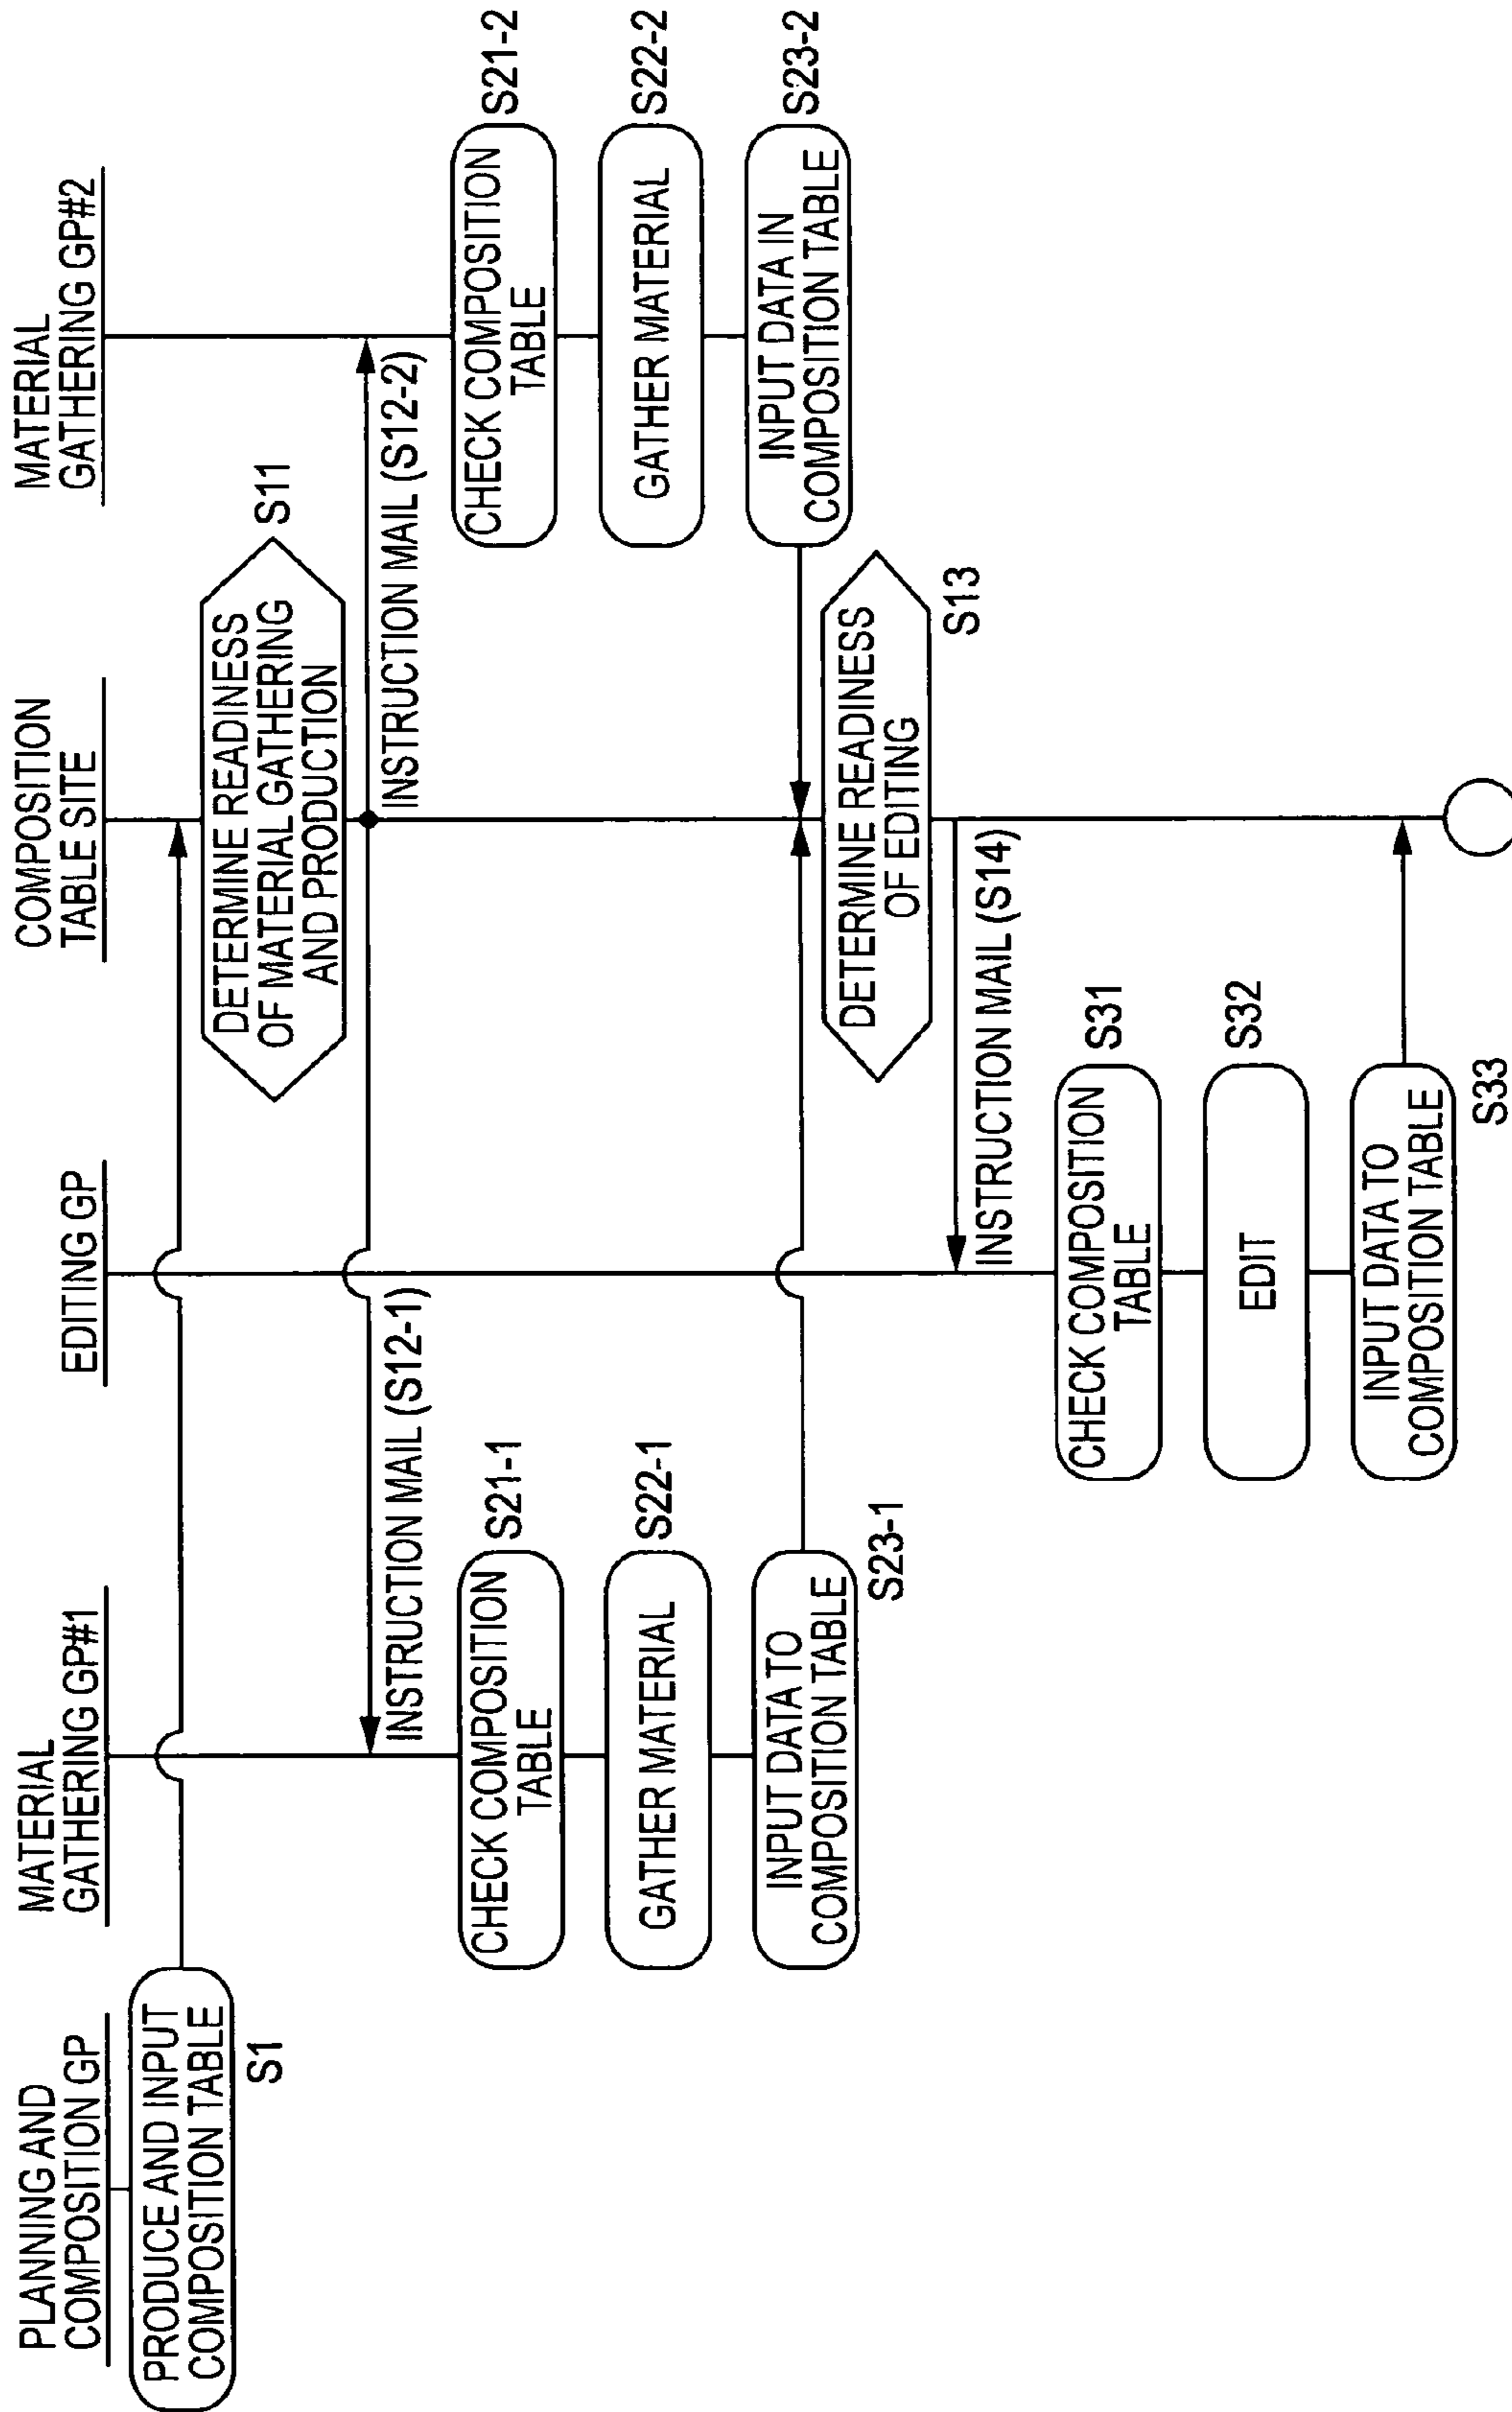 PLANNING AND
COMPOSITION GP
MATERIAL
GATHERING GP#1
EDITING GP
COMPOSITION
TABLE SITE
MATERIAL
GATHERING GP#2
PRODUCE AND INPUT
COMPOSITION TABLE
S1
DETERMINE READINESS
OF MATERIAL GATHERING
AND PRODUCTION
S11
INSTRUCTION MAIL (S12-1)
INSTRUCTION MAIL (S12-2)
CHECK COMPOSITION
TABLE
S21-1
CHECK COMPOSITION
TABLE
S21-2
GATHER MATERIAL
S22-1
GATHER MATERIAL
S22-2
INPUT DATA TO
COMPOSITION TABLE
S23-1
INPUT DATA IN
COMPOSITION TABLE
S23-2
DETERMINE READINESS
OF EDITING
S13
INSTRUCTION MAIL (S14)
CHECK COMPOSITION
TABLE
S31
EDIT
S32
INPUT DATA TO
COMPOSITION TABLE
S33